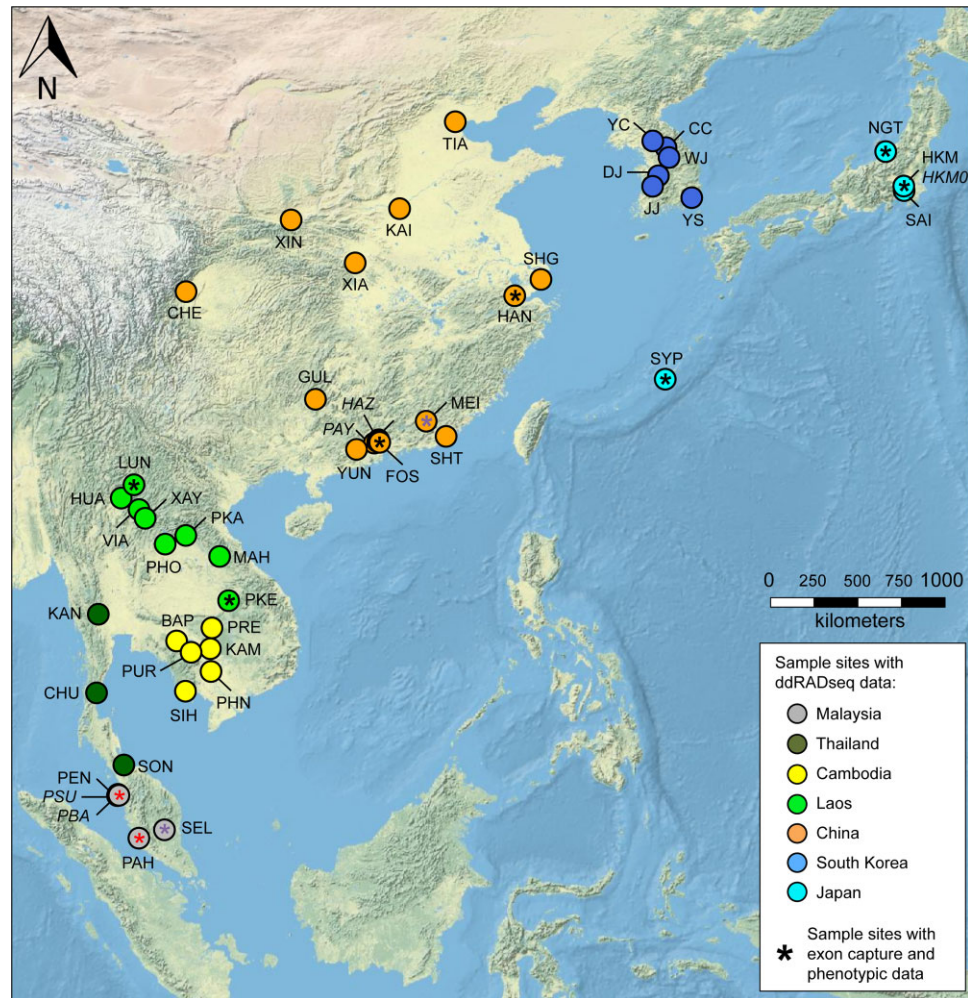 N
TIA
YC
CC
WJ
DJ
JJ
YS
NGT
HKM
HKM0
SAI
XIN
KAI
XIA
SHG
CHE
HAN
SYP
GUL
HAZ
MEI
PAY
YUN
FOS
SHT
LUN
HUA
XAY
VIA
PKA
PHO
MAH
KAN
PKE
BAP
PRE
KAM
PUR
PHN
CHU
SIH
SON
PEN
PSU
PBA
SEL
PAH
0 250 500 750 1000
kilometers
Sample sites with
ddRADseq data:
Malaysia
Thailand
Cambodia
Laos
China
South Korea
Japan
* Sample sites with
exon capture and
phenotypic data